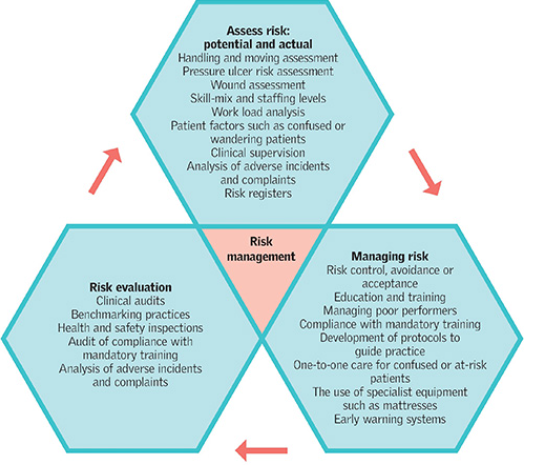 Assess risk:
potential and actual
Handling and moving assessment
Pressure ulcer risk assessment
Wound assessment
Skill-mix and staffing levels
Work load analysis
Patient factors such as confused or
wandering patients
Clinical supervision
Analysis of adverse incidents
and complaints
Risk registers
Risk
management
Managing risk
Risk control, avoidance or
acceptance
Education and training
Managing poor performers
Compliance with mandatory training
Development of protocols to
guide practice
One-to-one care for confused or at-risk
patients
The use of specialist equipment
such as mattresses
Early warning systems
Risk evaluation
Clinical audits
Benchmarking practices
Health and safety inspections
Audit of compliance with
mandatory training
Analysis of adverse incidents
and complaints